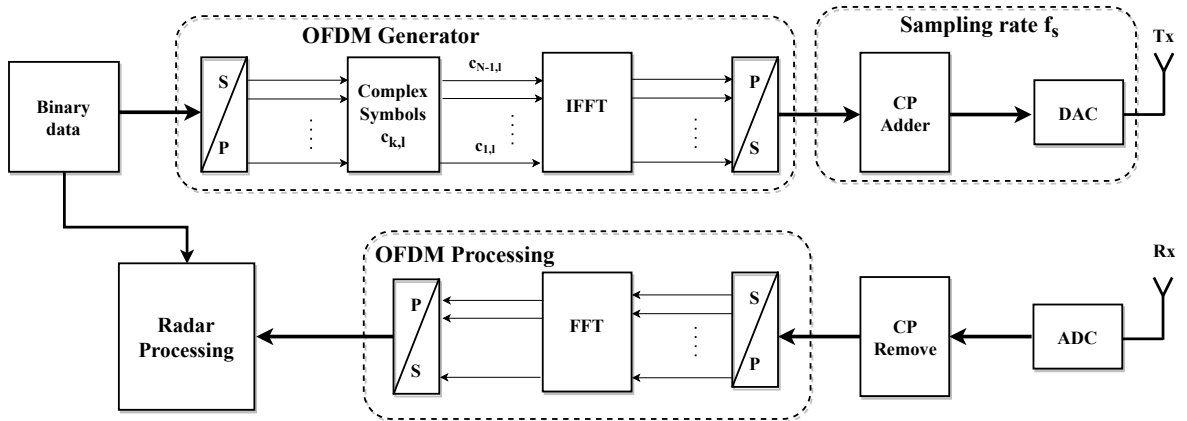 OFDM Generator
Sampling rate fs
Tx
Binary
data
S
P
Complex
Symbols
ck,l
cN-1,l
c1,l
IFFT
P
S
CP
Adder
DAC
OFDM Processing
Rx
Radar
Processing
P
S
FFT
S
P
CP
Remove
ADC